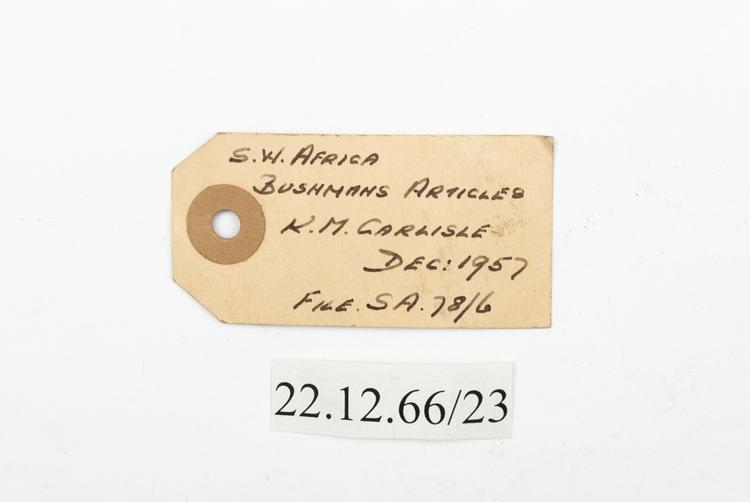 S.W. AFRICA
BUSHMANS ARTICLES
K.M. CARLISLE
DEC: 1957
FILE. SA. 78/6
22.12.66/23